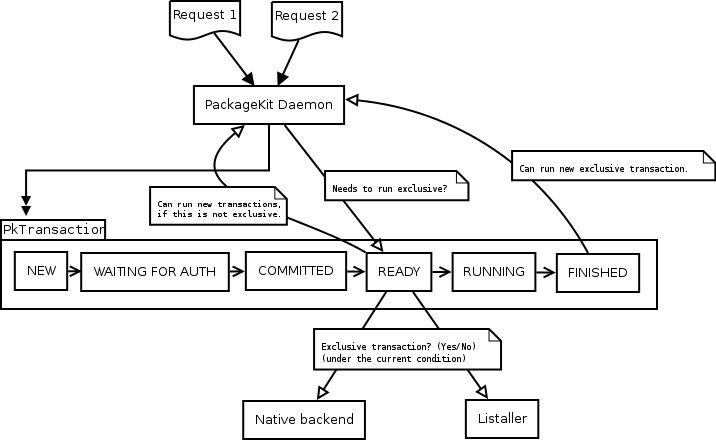 Request 1
Request 2
PackageKit Daemon
Can run new exclusive transaction.
Needs to run exclusive?
Can run new transactions,
if this is not exclusive.
PkTransaction
NEW
WAITING FOR AUTH
COMMITTED
READY
RUNNING
FINISHED
Exclusive transaction? (Yes/No)
(under the current condition)
Native backend
Listaller